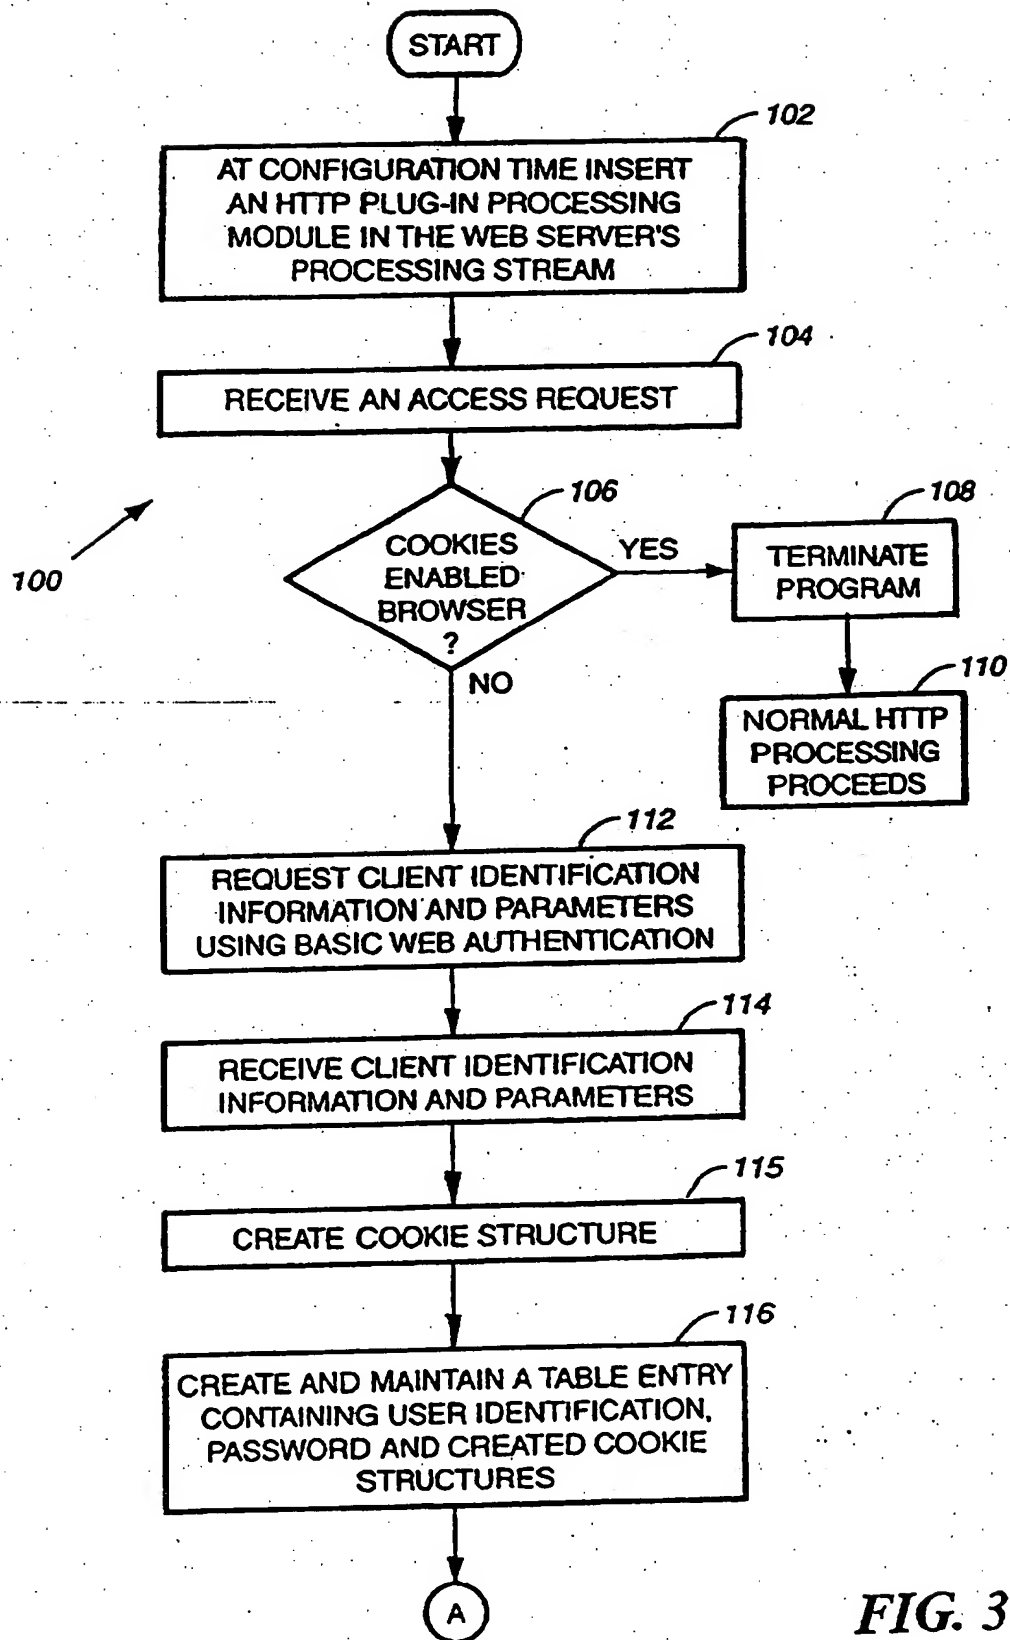 START
102
AT CONFIGURATION TIME INSERT
AN HTTP PLUG-IN PROCESSING
MODULE IN THE WEB SERVER'S
PROCESSING STREAM
104
RECEIVE AN ACCESS REQUEST
106
COOKIES
ENABLED
BROWSER
?
YES
108
TERMINATE
PROGRAM
100
NO
110
NORMAL HTTP
PROCESSING
PROCEEDS
112
REQUEST CLIENT IDENTIFICATION
INFORMATION AND PARAMETERS
USING BASIC WEB AUTHENTICATION
114
RECEIVE CLIENT IDENTIFICATION
INFORMATION AND PARAMETERS
115
CREATE COOKIE STRUCTURE
116
CREATE AND MAINTAIN A TABLE ENTRY
CONTAINING USER IDENTIFICATION,
PASSWORD AND CREATED COOKIE
STRUCTURES
A
FIG. 3